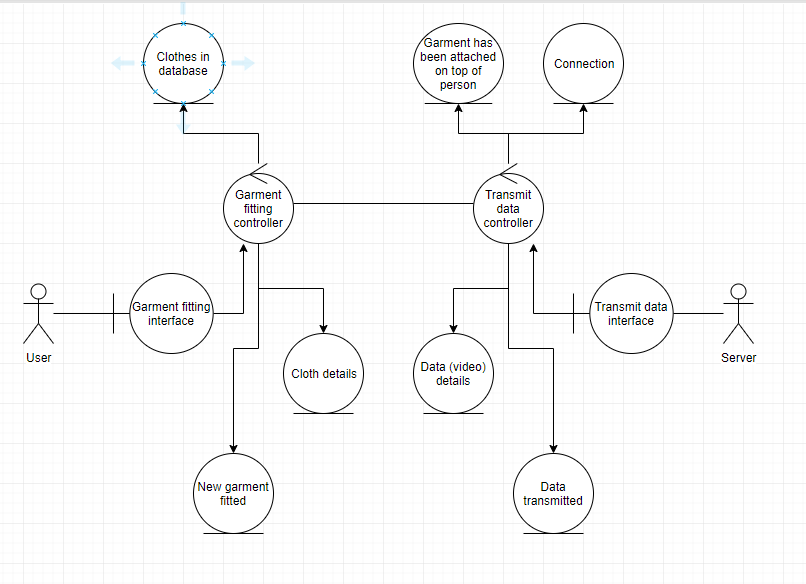 Clothes in
database
Garment has
been attached
on top of
person
Connection
Garment
fitting
controller
Transmit
data
controller
Garment fitting
interface
Transmit data
interface
User
Server
Cloth details
Data (video)
details
New garment
fitted
Data
transmitted